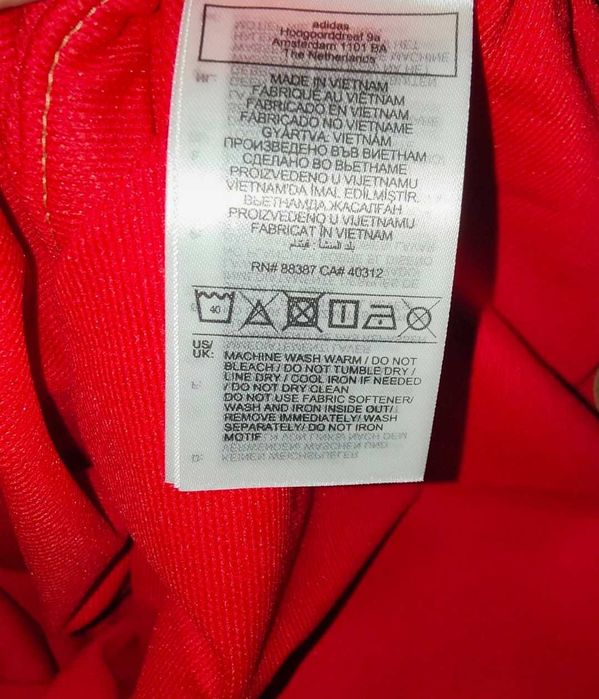 adidas
Hoogoorddreef 9a
Amsterdam 1101 BA
The Netherlands
MADE IN VIETNAM
FABRIQUÉ AU VIETNAM
FABRICADO EN VIETNAM
FABRICADO NO VIETNAME
GYÁRTVA: VIETNÁM
ПРОИЗВЕДЕНО ВЪВ ВИЕТНАМ
СДЕЛАНО ВО ВЬЕТНАМЕ
PROIZVEDENO U VIJETNAMU
VIETNAM'DA İMAL EDİLMİŞTİR.
ВЬЕТНАМДА ЖАСАЛҒАН
PROIZVEDENO U VIJETNAMU
FABRICAT ÎN VIETNAM
بلد المنشأ - فيتنام
RN# 88387 CA# 40312
40
US/
UK: MACHINE WASH WARM / DO NOT
BLEACH / DO NOT TUMBLE DRY /
LINE DRY / COOL IRON IF NEEDED
/ DO NOT DRY CLEAN
DO NOT USE FABRIC SOFTENER/
WASH AND IRON INSIDE OUT/
REMOVE IMMEDIATELY/ WASH
SEPARATELY/ DO NOT IRON
MOTIF